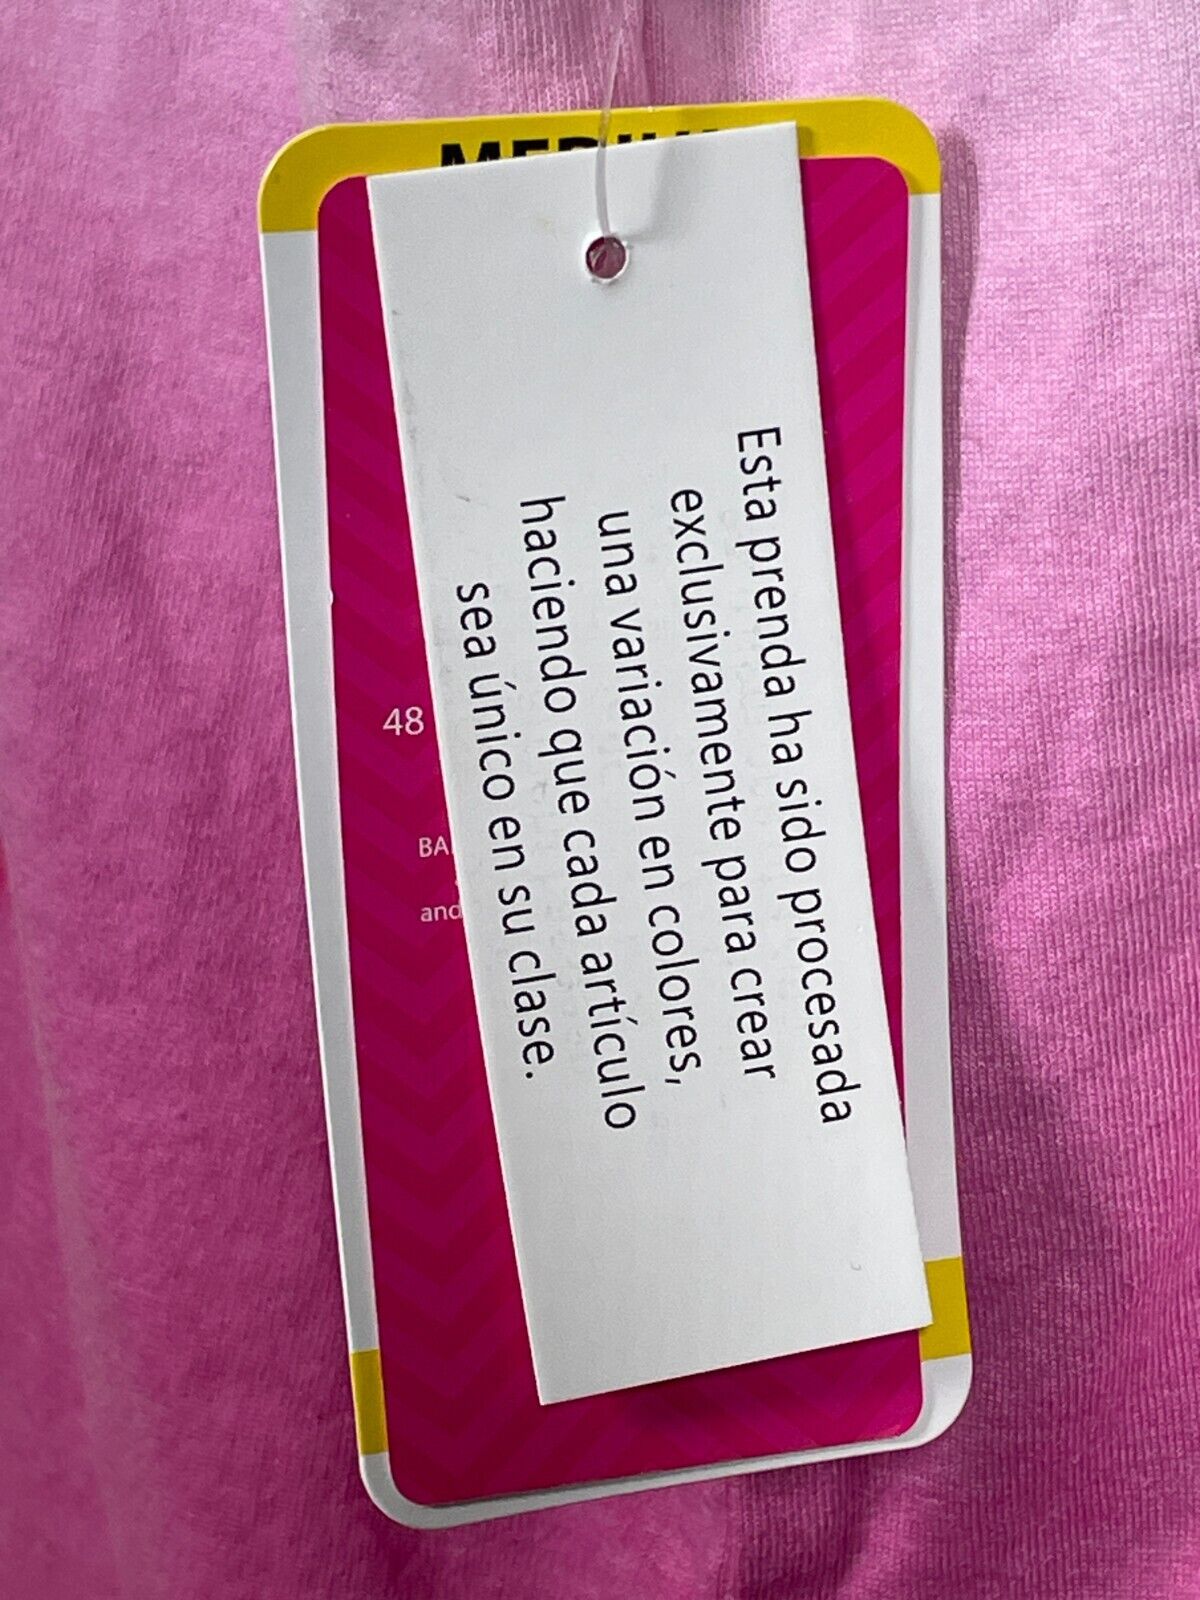 Esta prenda ha sido procesada
exclusivamente para crear
una variación en colores,
haciendo que cada artículo
sea único en su clase.
48
and